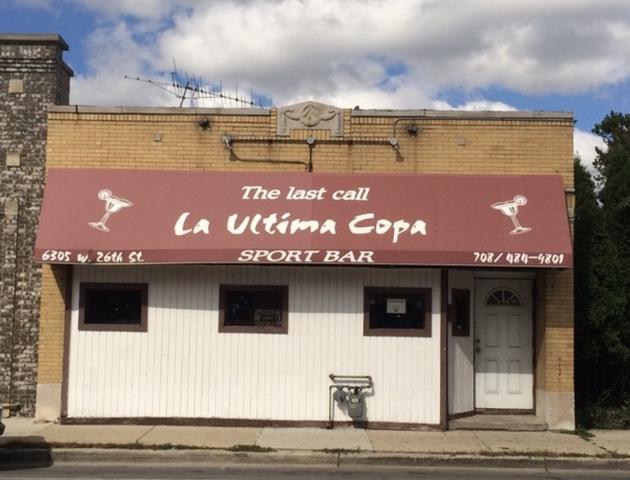 The last call
La Ultima Copa
6305 W. 26th St. SPORT BAR 708/484-9801